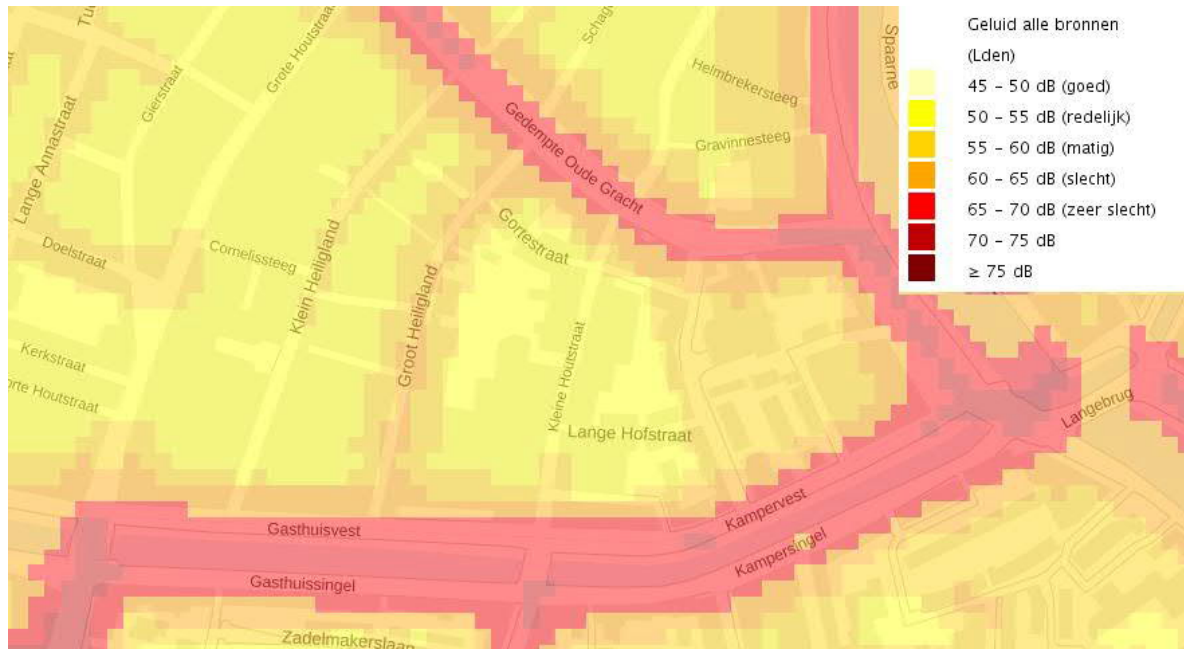 Geluid alle bronnen
(Lden)
45 - 50 dB (goed)
50 - 55 dB (redelijk)
55 - 60 dB (matig)
60 - 65 dB (slecht)
65 - 70 dB (zeer slecht)
70 - 75 dB
≥ 75 dB
Grote Houtstraat
Gierstraat
Lange Annastraat
Spaarne
Helmbrekersteeg
Gravinnesteeg
Gedempte Oude Gracht
Gortestraat
Doelstraat
Cornelissteeg
Klein Heiligland
Groot Heiligland
Kerkstraat
Houtstraat
Kleine Houtstraat
Lange Hofstraat
Langebrug
Kampervest
Kampersingel
Gasthuisvest
Gasthuissingel
Zadelmakerslaan